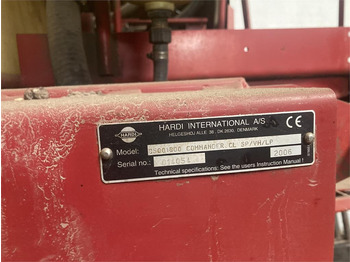 HARDI INTERNATIONAL A/S
HELGESHØJ ALLE 38, DK 2630, DENMARK
HARDI
CE
Model: COMMANDER CL SP/VH/LP
Serial no.: 2006
Technical specifications: See the users Instruction Manual !